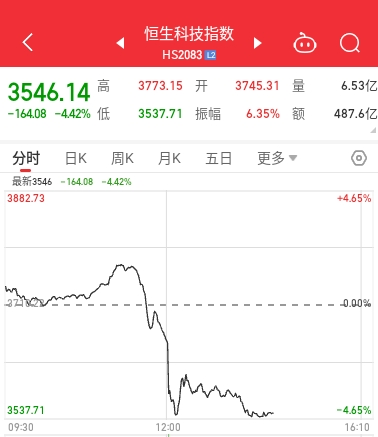 恒生科技指数
HS2083 L2
3546.14 高 3773.15 开 3745.31 量 6.53亿
-164.08 -4.42% 低 3537.71 振幅 6.35% 额 487.6亿
分时 日K 周K 月K 五日 更多
最新3546 -164.08 -4.42%
3882.73 +4.65%
0.00%
3537.71 -4.65%
09:30 12:00 16:10